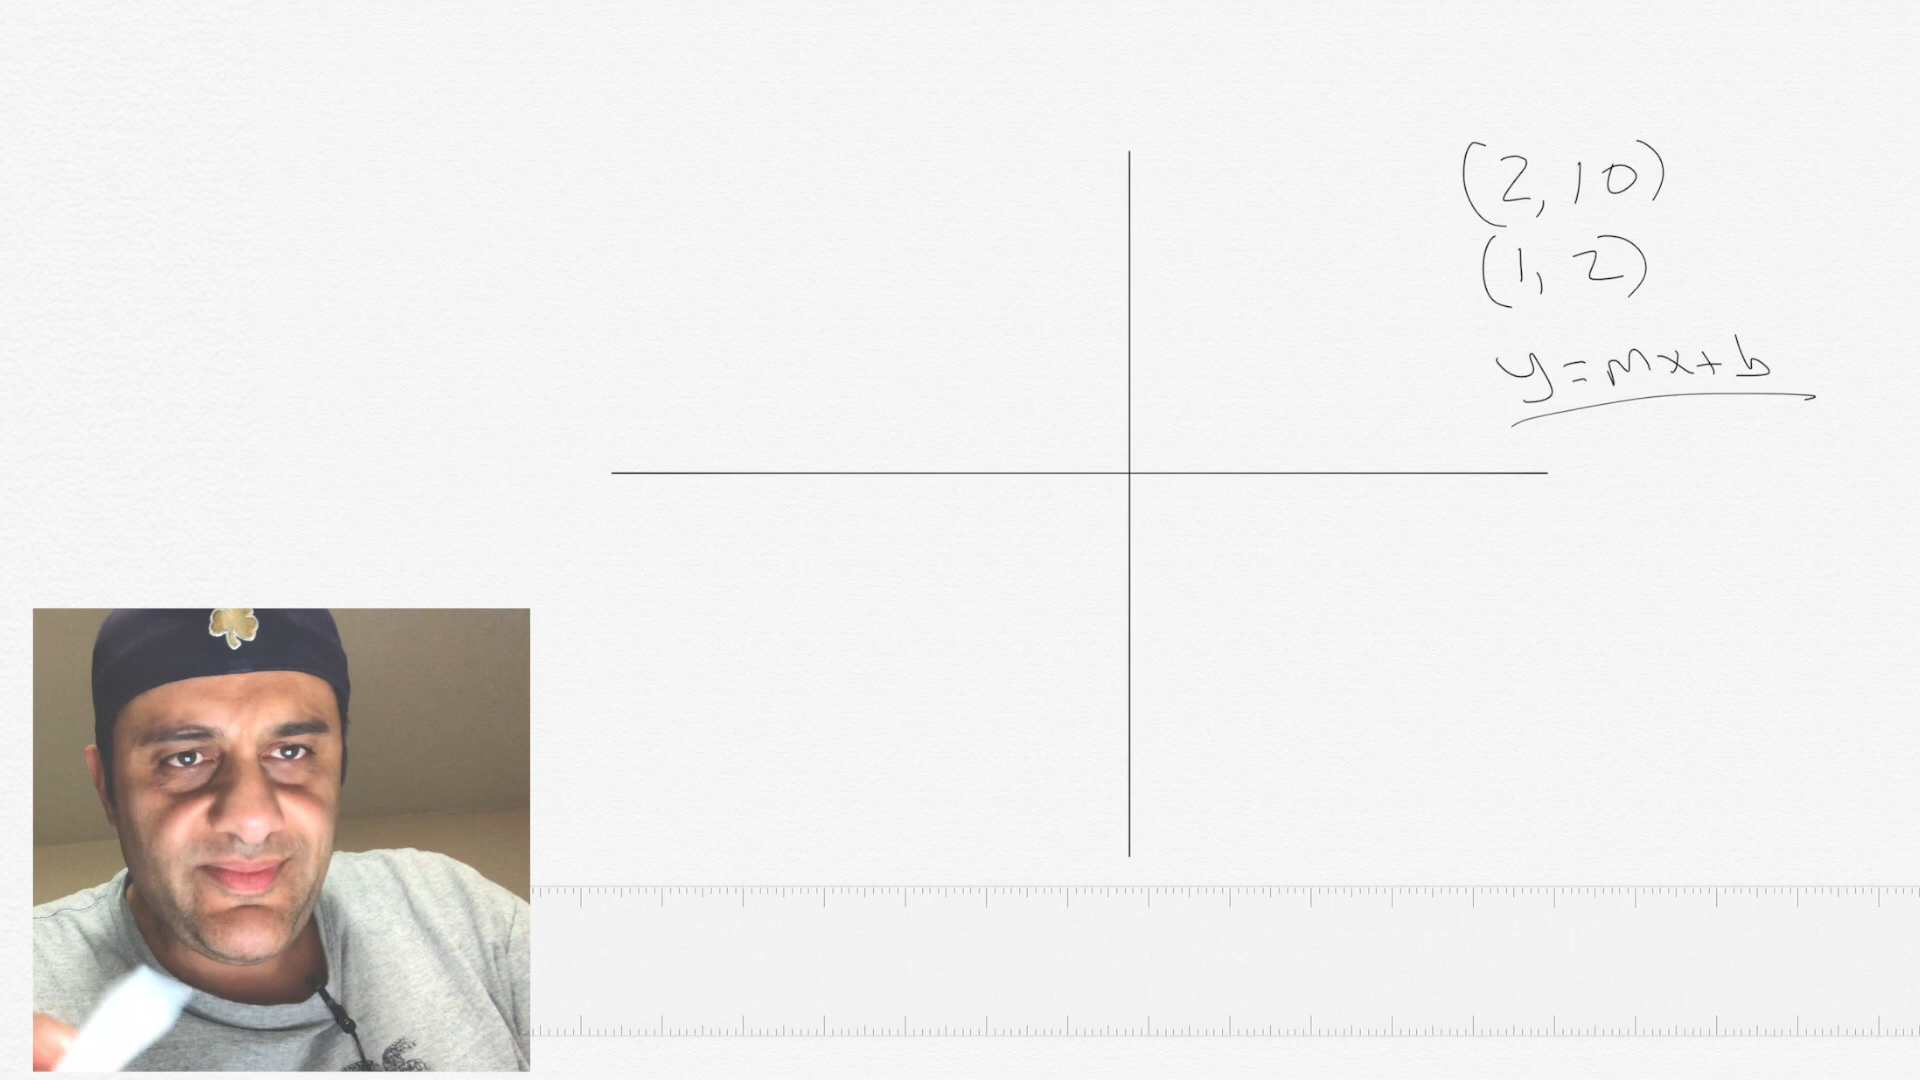 (2, 10)
(1, 2)
y = mx + b